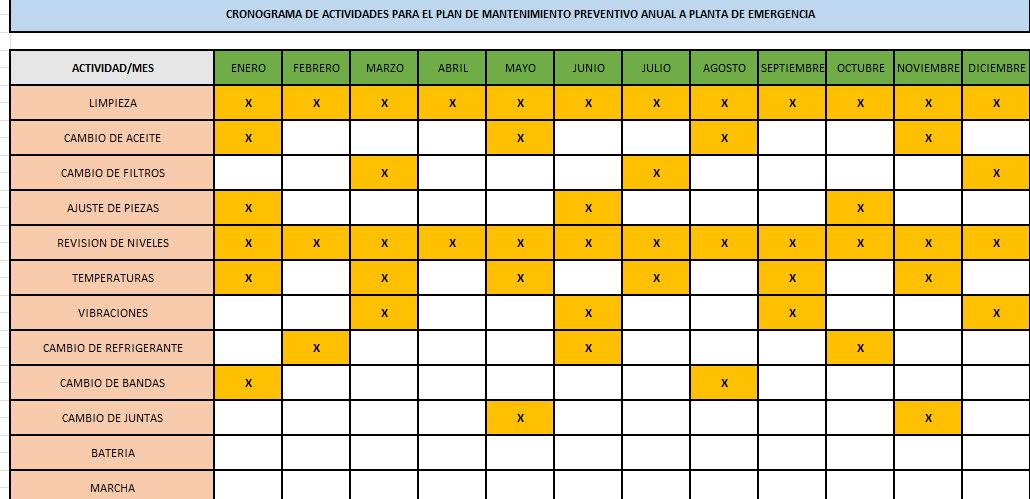 CRONOGRAMA DE ACTIVIDADES PARA EL PLAN DE MANTENIMIENTO PREVENTIVO ANUAL A PLANTA DE EMERGENCIA
ACTIVIDAD/MES ENERO FEBRERO MARZO ABRIL MAYO JUNIO JULIO AGOSTO SEPTIEMBRE OCTUBRE NOVIEMBRE DICIEMBRE
LIMPIEZA X X X X X X X X X X X X
CAMBIO DE ACEITE X X X X
CAMBIO DE FILTROS X X X
AJUSTE DE PIEZAS X X X
REVISION DE NIVELES X X X X X X X X X X X X
TEMPERATURAS X X X X X X
VIBRACIONES X X X X
CAMBIO DE REFRIGERANTE X X X
CAMBIO DE BANDAS X X
CAMBIO DE JUNTAS X X
BATERIA
MARCHA